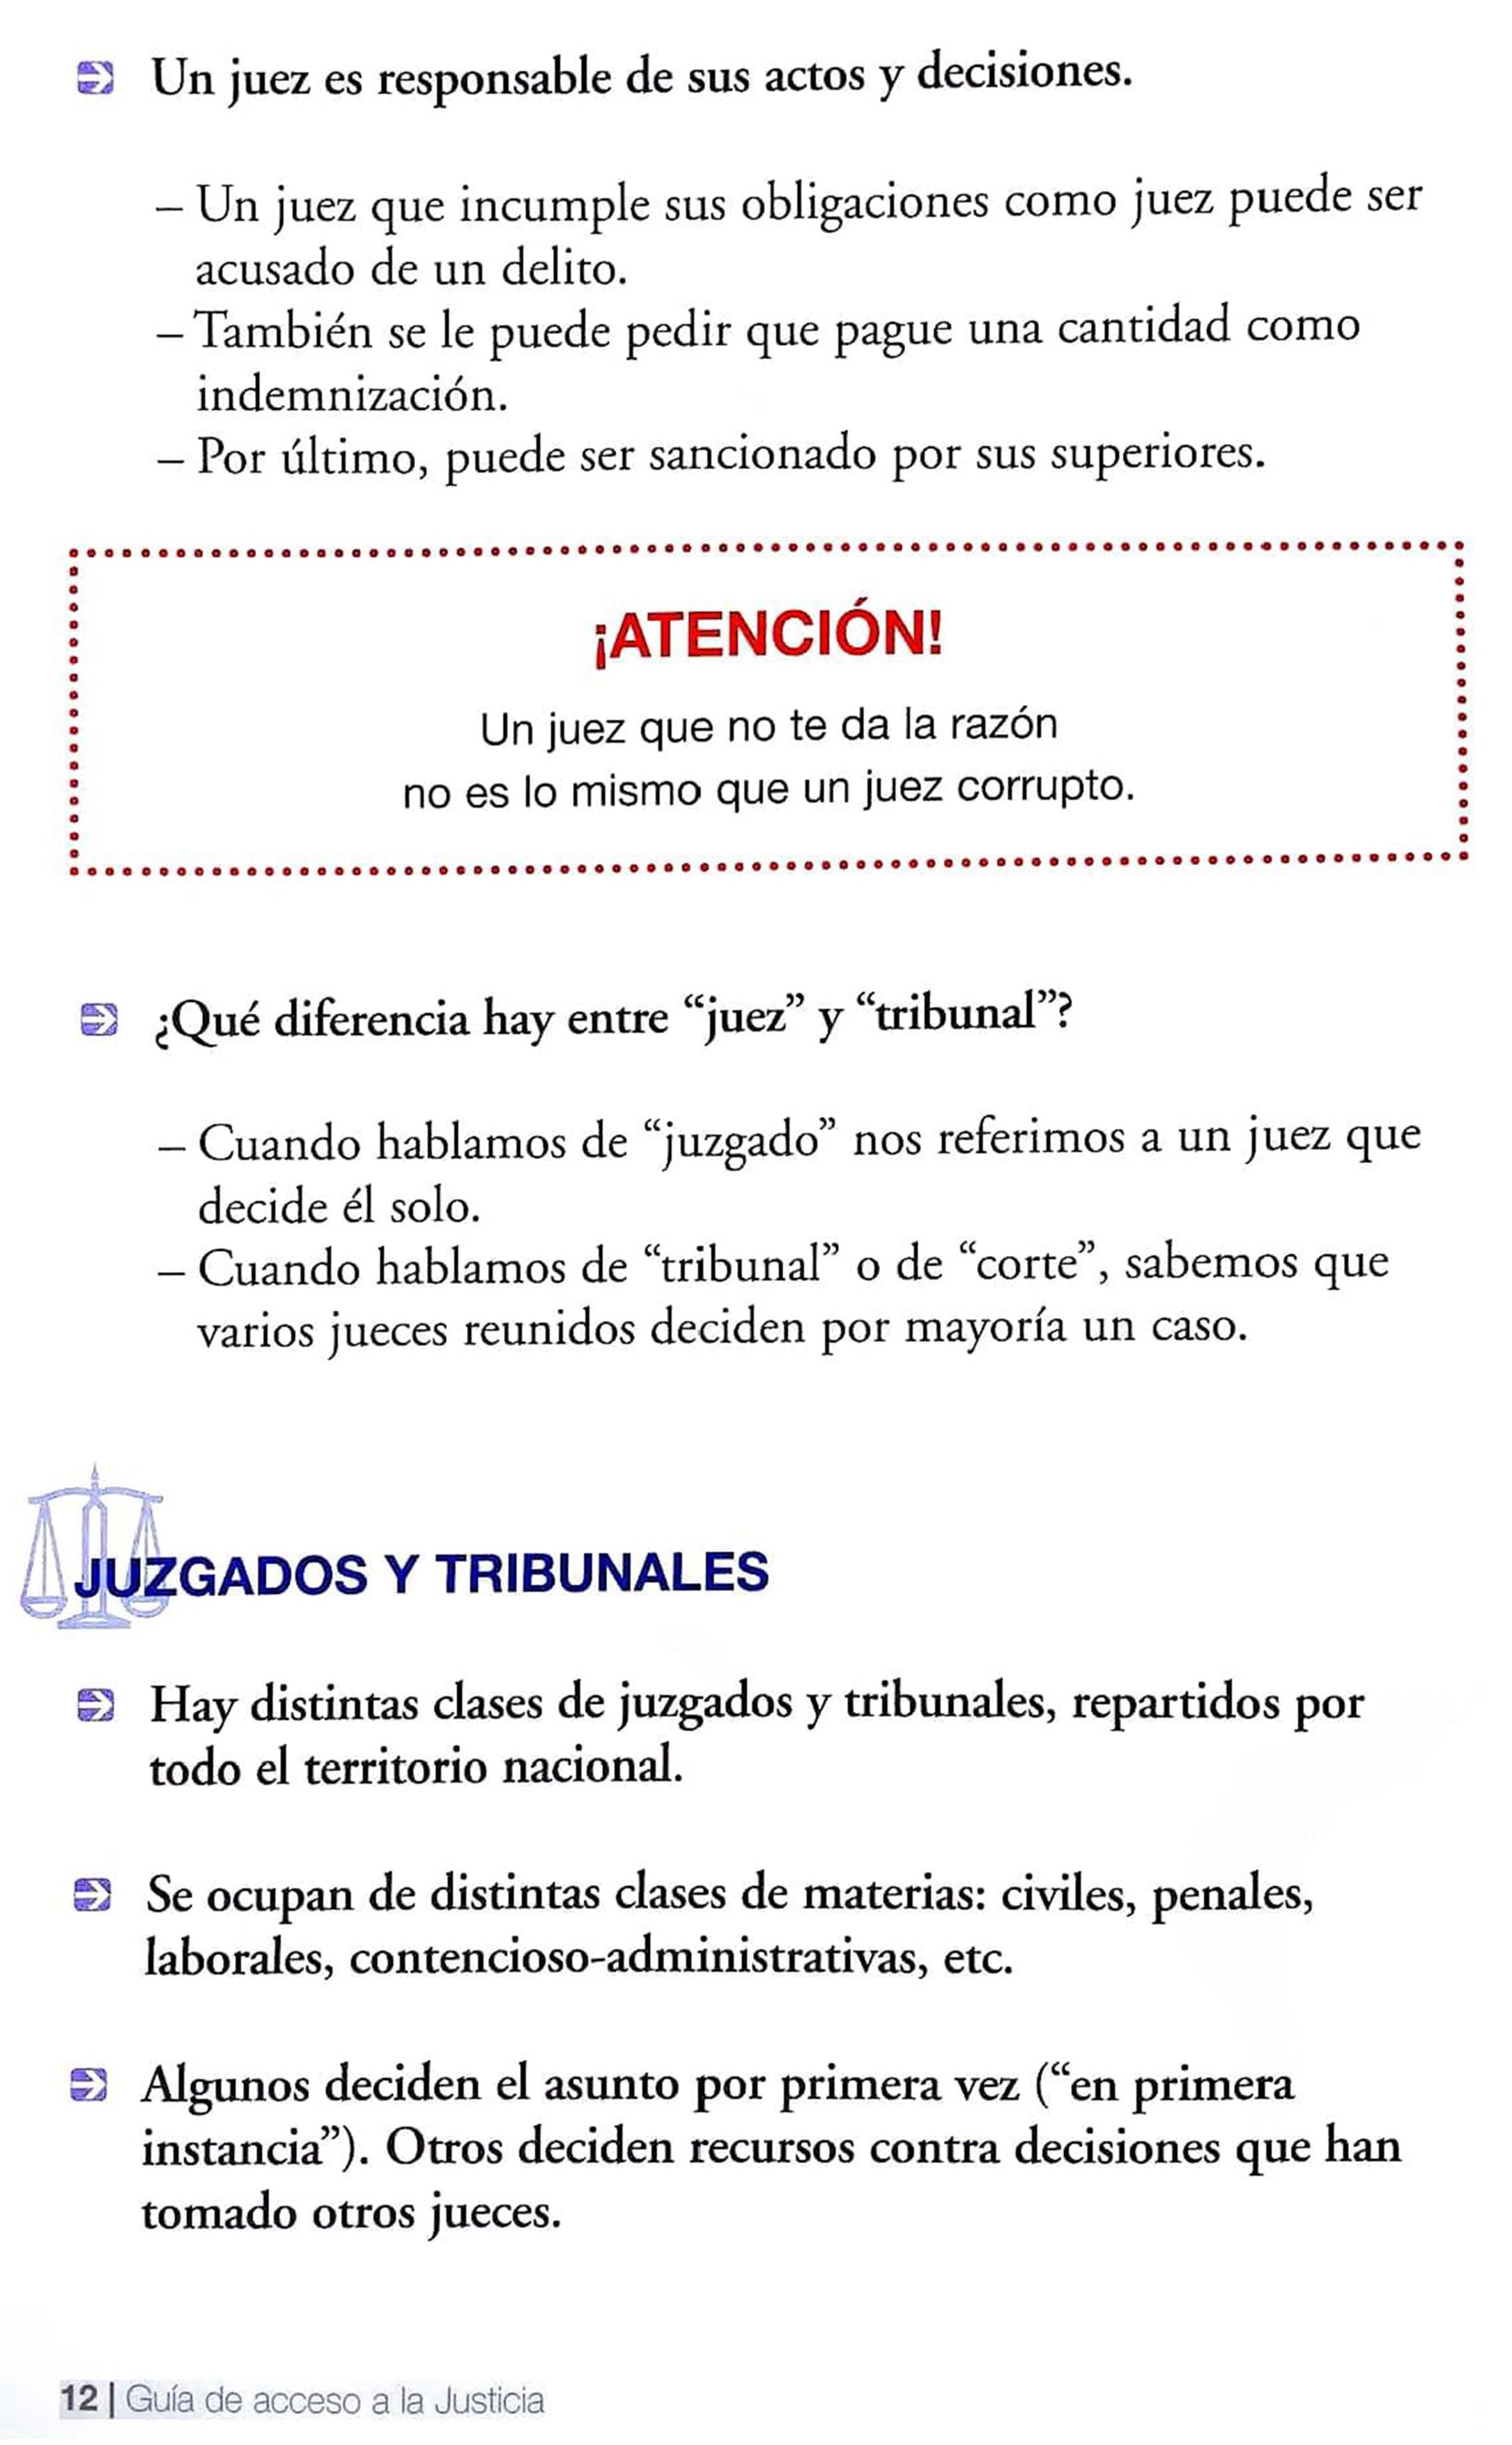 Un juez es responsable de sus actos y decisiones.
– Un juez que incumple sus obligaciones como juez puede ser
acusado de un delito.
– También se le puede pedir que pague una cantidad como
indemnización.
– Por último, puede ser sancionado por sus superiores.
¡ATENCIÓN!
Un juez que no te da la razón
no es lo mismo que un juez corrupto.
¿Qué diferencia hay entre “juez” y “tribunal”?
– Cuando hablamos de “juzgado” nos referimos a un juez que
decide él solo.
– Cuando hablamos de “tribunal” o de “corte”, sabemos que
varios jueces reunidos deciden por mayoría un caso.
JUZGADOS Y TRIBUNALES
Hay distintas clases de juzgados y tribunales, repartidos por
todo el territorio nacional.
Se ocupan de distintas clases de materias: civiles, penales,
laborales, contencioso-administrativas, etc.
Algunos deciden el asunto por primera vez (“en primera
instancia”). Otros deciden recursos contra decisiones que han
tomado otros jueces.
12 | Guía de acceso a la Justicia